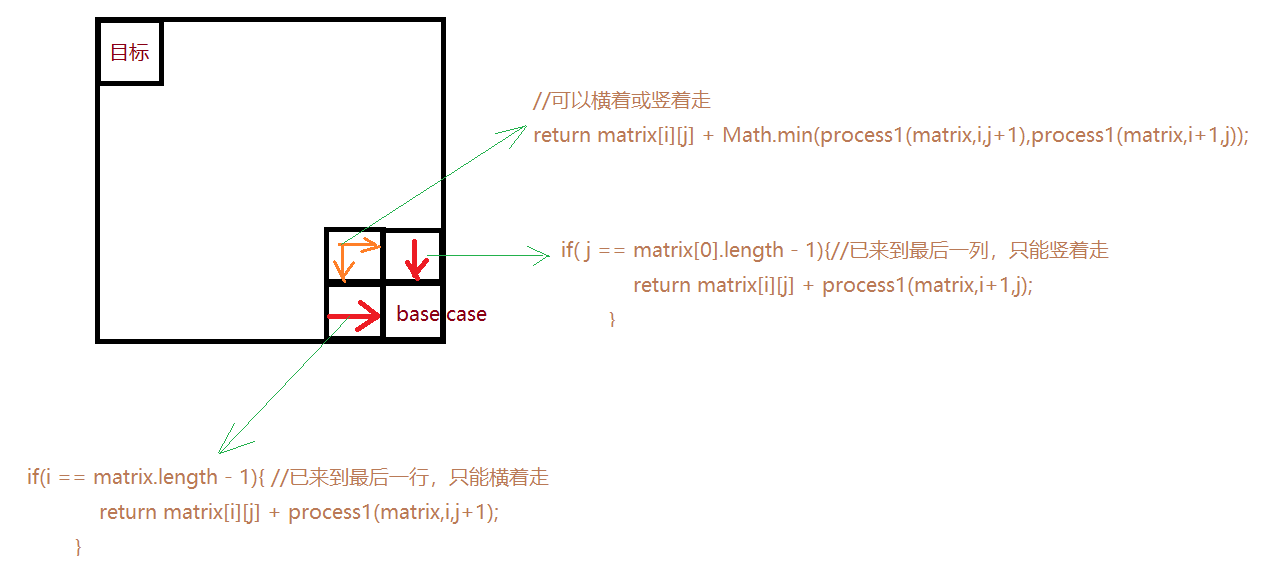 目标
//可以横着或竖着走
return matrix[i][j] + Math.min(process1(matrix,i,j+1),process1(matrix,i+1,j));
if( j == matrix[0].length - 1){//已来到最后一列，只能竖着走
return matrix[i][j] + process1(matrix,i+1,j);
}
base case
if(i == matrix.length - 1){ //已来到最后一行，只能横着走
return matrix[i][j] + process1(matrix,i,j+1);
}